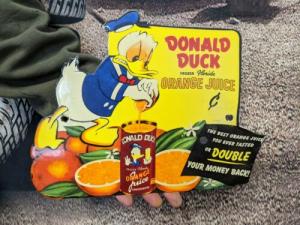 DONALD
DUCK
FROZEN Florida
ORANGE JUICE
DONALD DUCK
ORANGE
Juice
THE BEST ORANGE JUICE
YOU EVER TASTED
OR DOUBLE
YOUR MONEY BACK!